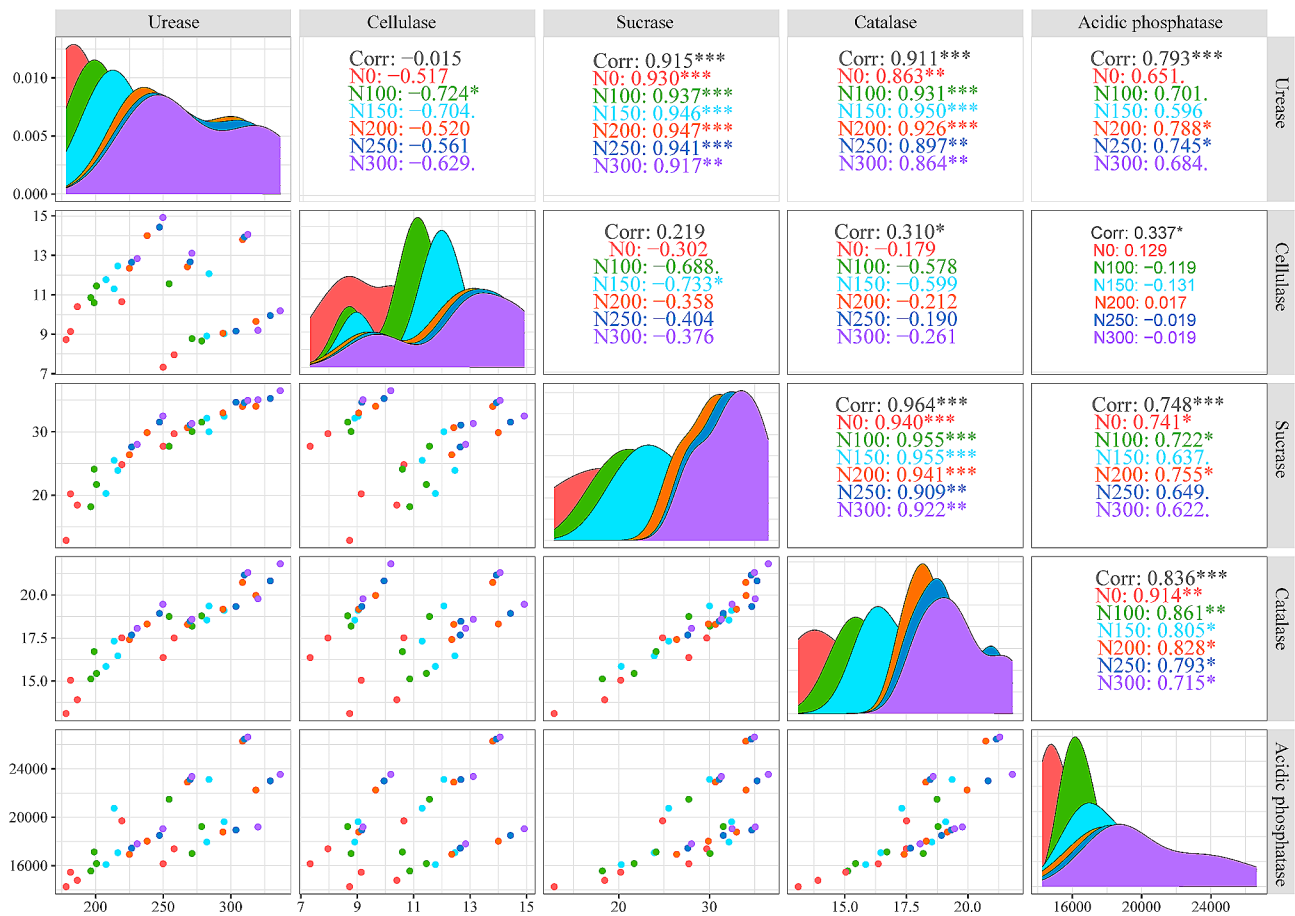 Urease
Cellulase
Sucrase
Catalase
Acidic phosphatase
0.010
0.005
0.000
Corr: −0.015
N0: −0.517
N100: −0.724*
N150: −0.704.
N200: −0.520
N250: −0.561
N300: −0.629.
Corr: 0.915***
N0: 0.930***
N100: 0.937***
N150: 0.946***
N200: 0.947***
N250: 0.941***
N300: 0.917**
Corr: 0.911***
N0: 0.863**
N100: 0.931***
N150: 0.950***
N200: 0.926***
N250: 0.897**
N300: 0.864**
Corr: 0.793***
N0: 0.651.
N100: 0.701.
N150: 0.596
N200: 0.788*
N250: 0.745*
N300: 0.684.
Urease
15
13
11
9
7
Corr: 0.219
N0: −0.302
N100: −0.688.
N150: −0.733*
N200: −0.358
N250: −0.404
N300: −0.376
Corr: 0.310*
N0: −0.179
N100: −0.578
N150: −0.599
N200: −0.212
N250: −0.190
N300: −0.261
Corr: 0.337*
N0: 0.129
N100: −0.119
N150: −0.131
N200: 0.017
N250: −0.019
N300: −0.019
Cellulase
30
20
Corr: 0.964***
N0: 0.940***
N100: 0.955***
N150: 0.955***
N200: 0.941***
N250: 0.909**
N300: 0.922**
Corr: 0.748***
N0: 0.741*
N100: 0.722*
N150: 0.637.
N200: 0.755*
N250: 0.649.
N300: 0.622.
Sucrase
20.0
17.5
15.0
Corr: 0.836***
N0: 0.914**
N100: 0.861**
N150: 0.805*
N200: 0.828*
N250: 0.793*
N300: 0.715*
Catalase
24000
20000
16000
Acidic phosphatase
200 250 300
7 9 11 13 15
20 30
15.0 17.5 20.0
16000 20000 24000